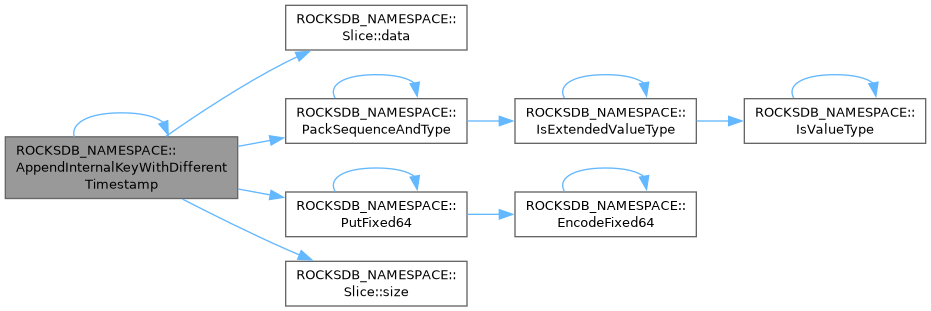 ROCKSDB_NAMESPACE::
AppendInternalKeyWithDifferent
Timestamp
ROCKSDB_NAMESPACE::
Slice::data
ROCKSDB_NAMESPACE::
PackSequenceAndType
ROCKSDB_NAMESPACE::
IsExtendedValueType
ROCKSDB_NAMESPACE::
IsValueType
ROCKSDB_NAMESPACE::
PutFixed64
ROCKSDB_NAMESPACE::
EncodeFixed64
ROCKSDB_NAMESPACE::
Slice::size